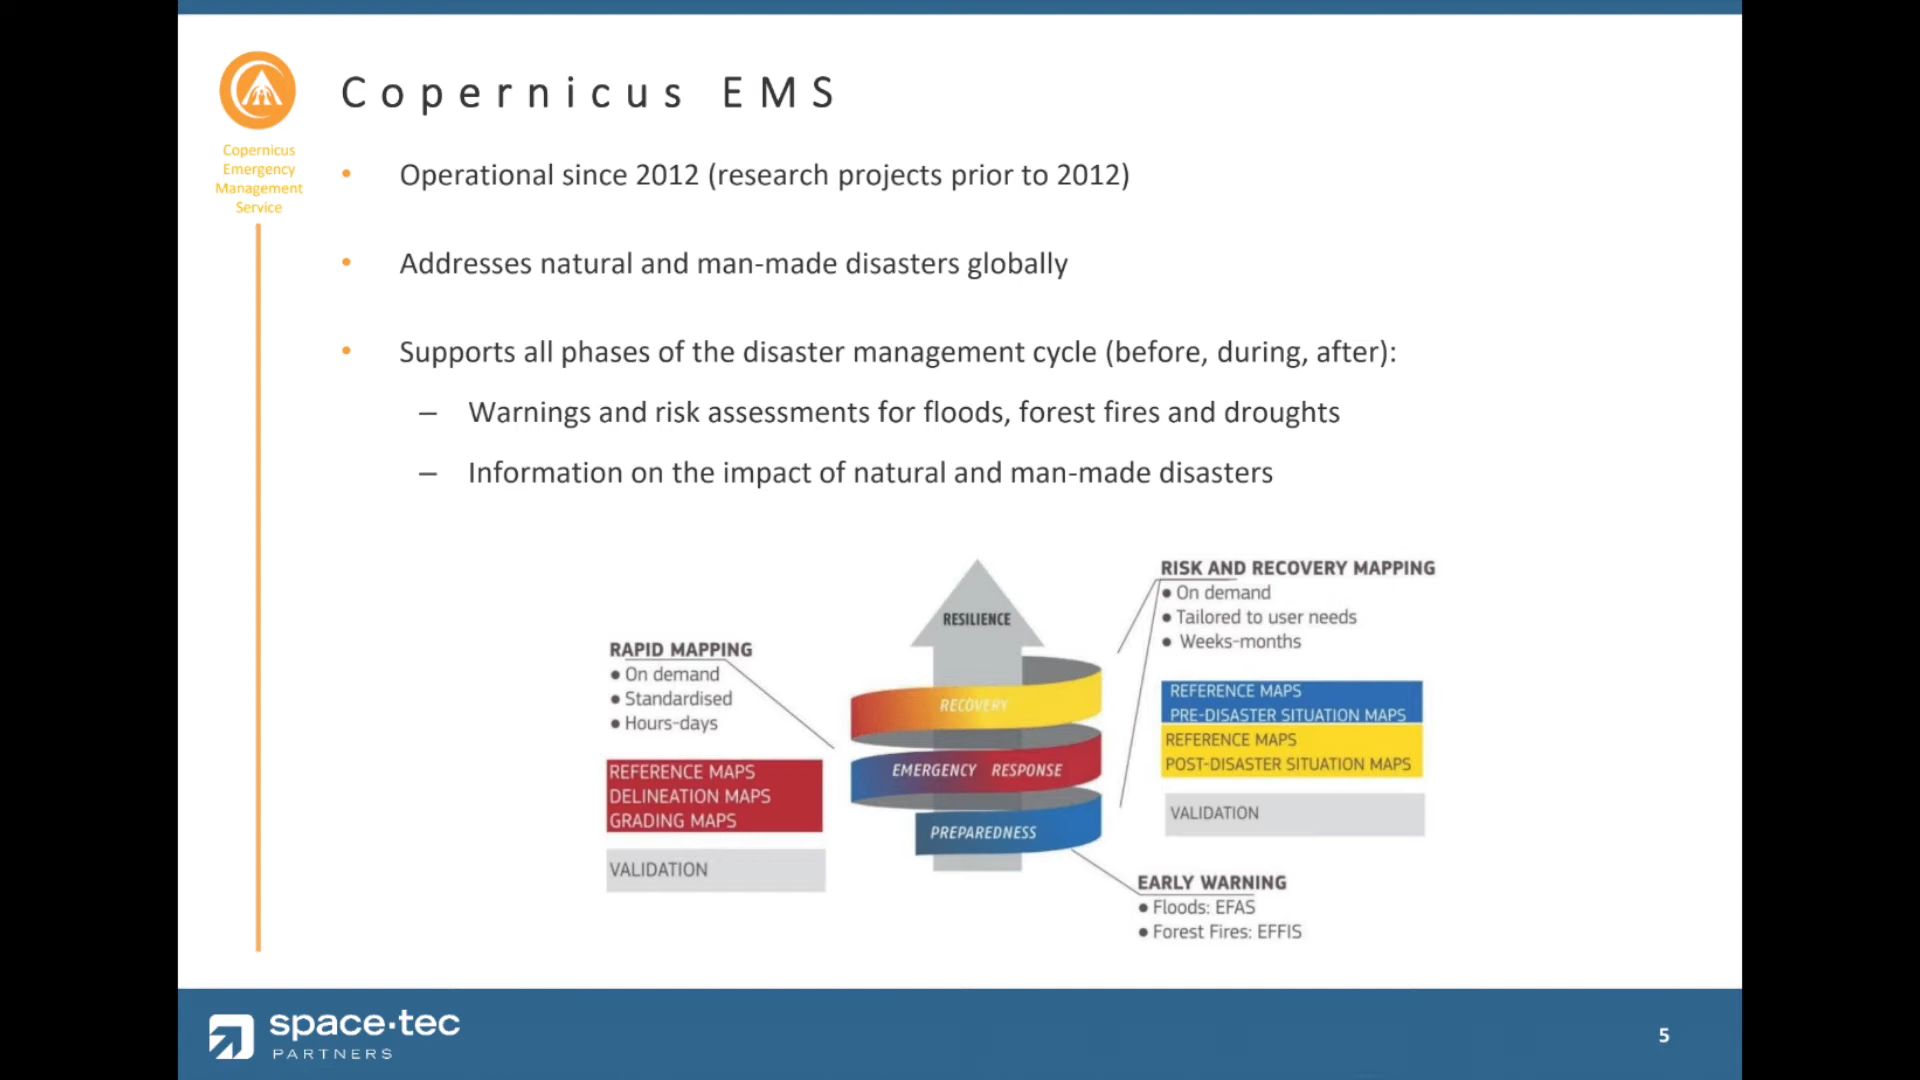 Copernicus EMS
Copernicus
Emergency
Management
Service
• Operational since 2012 (research projects prior to 2012)
• Addresses natural and man-made disasters globally
• Supports all phases of the disaster management cycle (before, during, after):
– Warnings and risk assessments for floods, forest fires and droughts
– Information on the impact of natural and man-made disasters
RAPID MAPPING
● On demand
● Standardised
● Hours-days
REFERENCE MAPS
DELINEATION MAPS
GRADING MAPS
VALIDATION
RESILIENCE
RECOVERY
EMERGENCY RESPONSE
PREPAREDNESS
RISK AND RECOVERY MAPPING
● On demand
● Tailored to user needs
● Weeks-months
REFERENCE MAPS
PRE-DISASTER SITUATION MAPS
REFERENCE MAPS
POST-DISASTER SITUATION MAPS
VALIDATION
EARLY WARNING
● Floods: EFAS
● Forest Fires: EFFIS
space·tec
PARTNERS
5